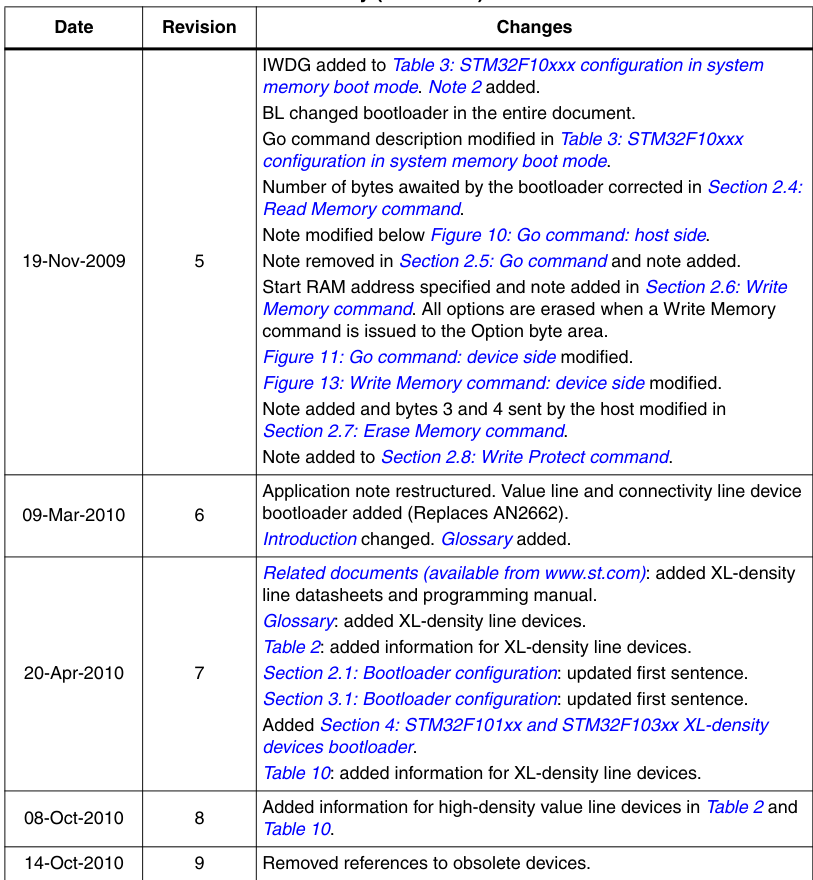 Date Revision Changes
19-Nov-2009 5
IWDG added to Table 3: STM32F10xxx configuration in system
memory boot mode. Note 2 added.
BL changed bootloader in the entire document.
Go command description modified in Table 3: STM32F10xxx
configuration in system memory boot mode.
Number of bytes awaited by the bootloader corrected in Section 2.4:
Read Memory command.
Note modified below Figure 10: Go command: host side.
Note removed in Section 2.5: Go command and note added.
Start RAM address specified and note added in Section 2.6: Write
Memory command. All options are erased when a Write Memory
command is issued to the Option byte area.
Figure 11: Go command: device side modified.
Figure 13: Write Memory command: device side modified.
Note added and bytes 3 and 4 sent by the host modified in
Section 2.7: Erase Memory command.
Note added to Section 2.8: Write Protect command.
09-Mar-2010 6
Application note restructured. Value line and connectivity line device
bootloader added (Replaces AN2662).
Introduction changed. Glossary added.
20-Apr-2010 7
Related documents (available from www.st.com): added XL-density
line datasheets and programming manual.
Glossary: added XL-density line devices.
Table 2: added information for XL-density line devices.
Section 2.1: Bootloader configuration: updated first sentence.
Section 3.1: Bootloader configuration: updated first sentence.
Added Section 4: STM32F101xx and STM32F103xx XL-density
devices bootloader.
Table 10: added information for XL-density line devices.
08-Oct-2010 8
Added information for high-density value line devices in Table 2 and
Table 10.
14-Oct-2010 9 Removed references to obsolete devices.